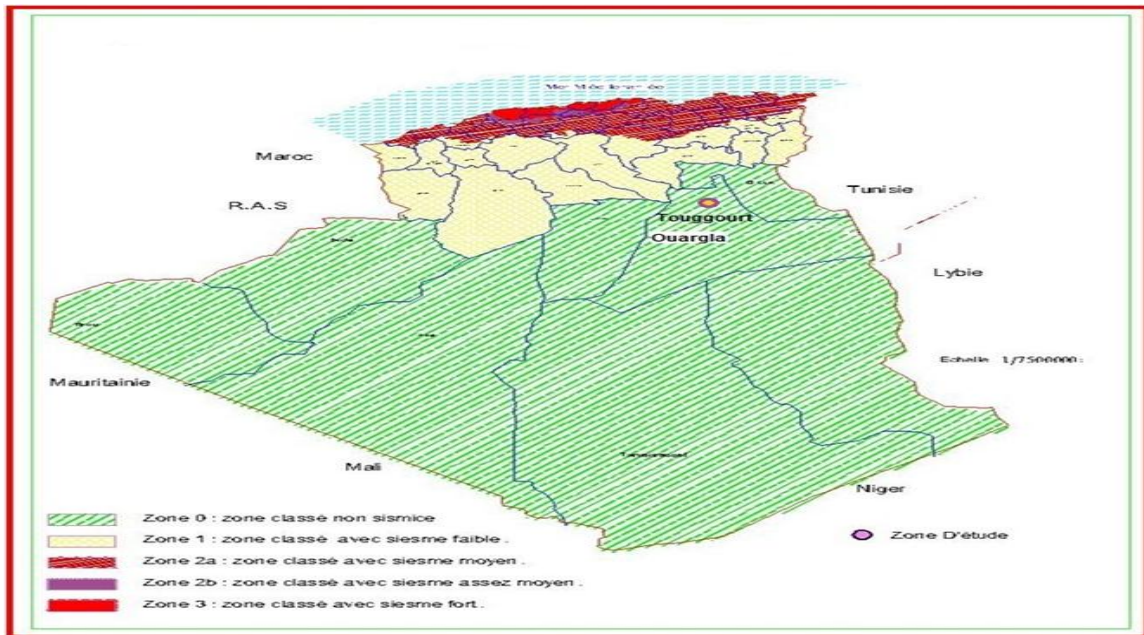 Maroc
R.A.S
Tunisie
Touggourt
Ouargla
Lybie
Echelle 1/7500000
Mauritainie
Mali
Niger
Zone 0 : zone classé non sismice
Zone 1 : zone classé avec siesme faible .
Zone 2a : zone classé avec siesme moyen .
Zone 2b : zone classé avec siesme assez moyen .
Zone 3 : zone classé avec siesme fort .
Zone D'étude